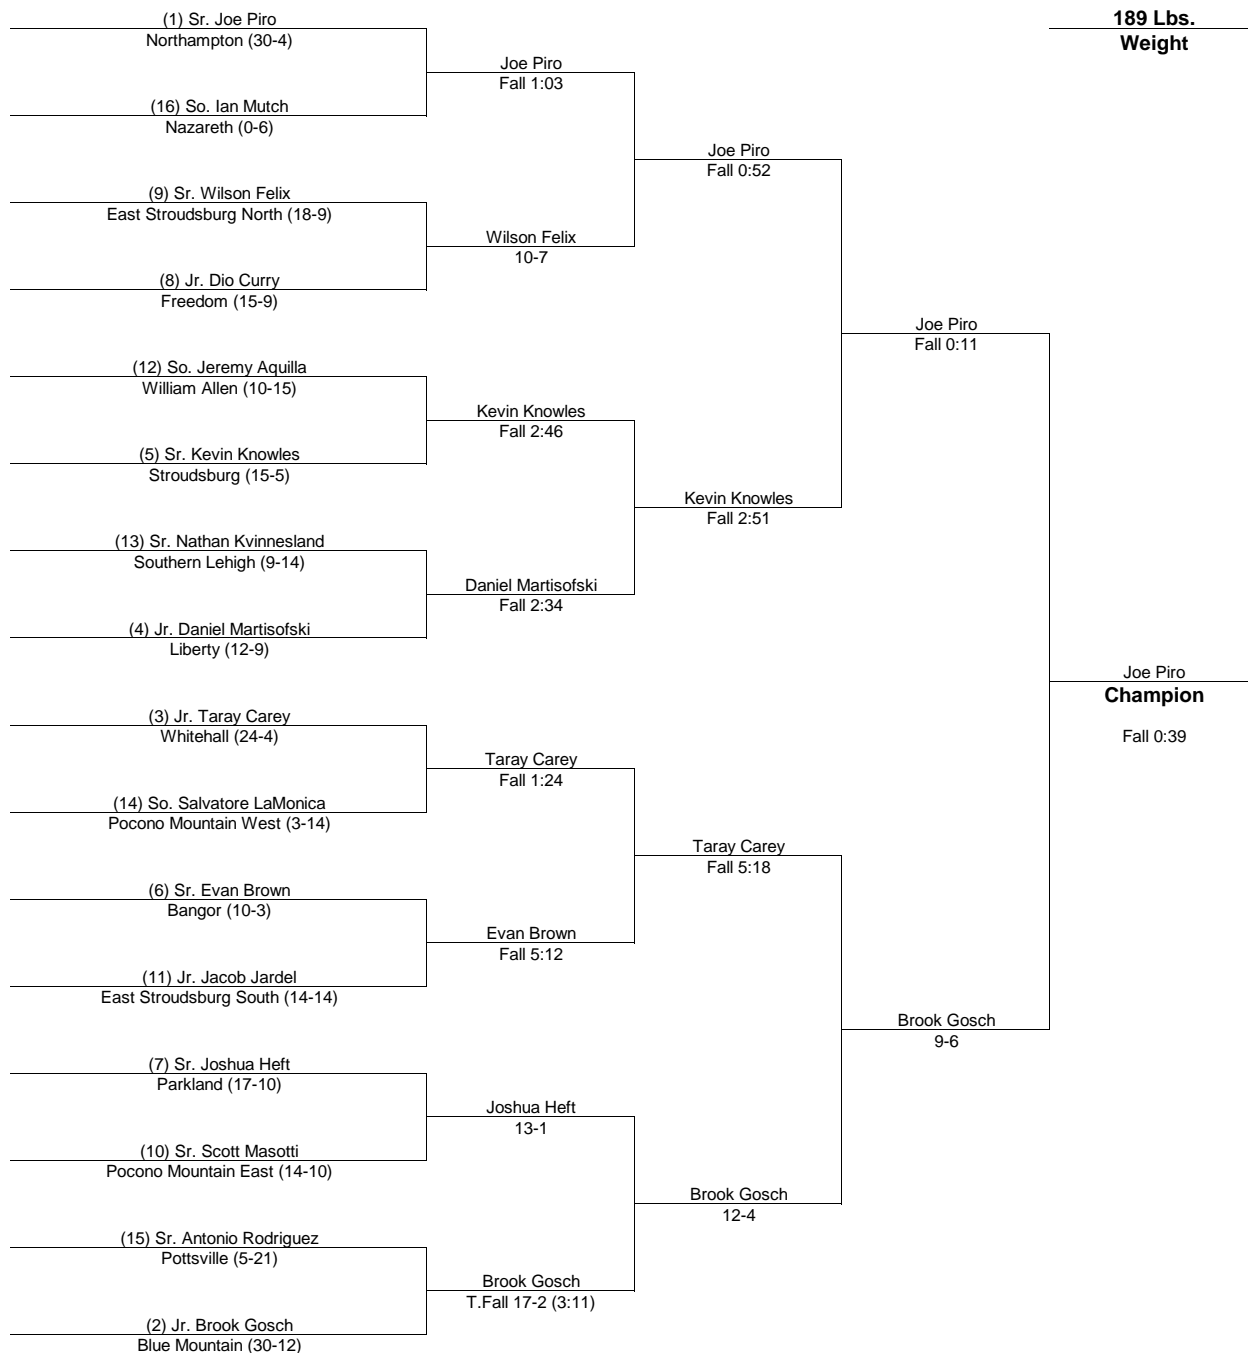 189 Lbs.
Weight
(1) Sr. Joe Piro
Northampton (30-4)
(16) So. Ian Mutch
Nazareth (0-6)
(9) Sr. Wilson Felix
East Stroudsburg North (18-9)
(8) Jr. Dio Curry
Freedom (15-9)
(12) So. Jeremy Aquilla
William Allen (10-15)
(5) Sr. Kevin Knowles
Stroudsburg (15-5)
(13) Sr. Nathan Kvinnesland
Southern Lehigh (9-14)
(4) Jr. Daniel Martisofski
Liberty (12-9)
(3) Jr. Taray Carey
Whitehall (24-4)
(14) So. Salvatore LaMonica
Pocono Mountain West (3-14)
(6) Sr. Evan Brown
Bangor (10-3)
(11) Jr. Jacob Jardel
East Stroudsburg South (14-14)
(7) Sr. Joshua Heft
Parkland (17-10)
(10) Sr. Scott Masotti
Pocono Mountain East (14-10)
(15) Sr. Antonio Rodriguez
Pottsville (5-21)
(2) Jr. Brook Gosch
Blue Mountain (30-12)
Joe Piro
Fall 1:03
Wilson Felix
10-7
Kevin Knowles
Fall 2:46
Daniel Martisofski
Fall 2:34
Taray Carey
Fall 1:24
Evan Brown
Fall 5:12
Joshua Heft
13-1
Brook Gosch
T.Fall 17-2 (3:11)
Joe Piro
Fall 0:52
Kevin Knowles
Fall 2:51
Taray Carey
Fall 5:18
Brook Gosch
12-4
Joe Piro
Fall 0:11
Brook Gosch
9-6
Joe Piro
Champion
Fall 0:39